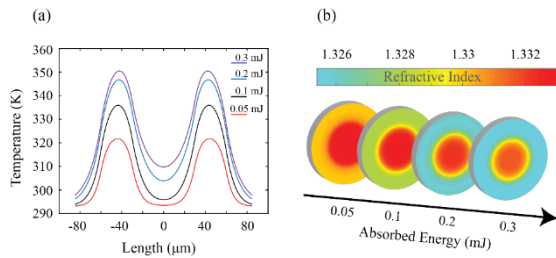 (a)
360
350
340
330
320
310
300
290
Temperature (K)
-80
-40
0
40
80
Length (μm)
0.3 mJ
0.2 mJ
0.1 mJ
0.05 mJ
(b)
1.326
1.328
1.33
1.332
Refractive Index
0.05
0.1
0.2
0.3
Absorbed Energy (mJ)